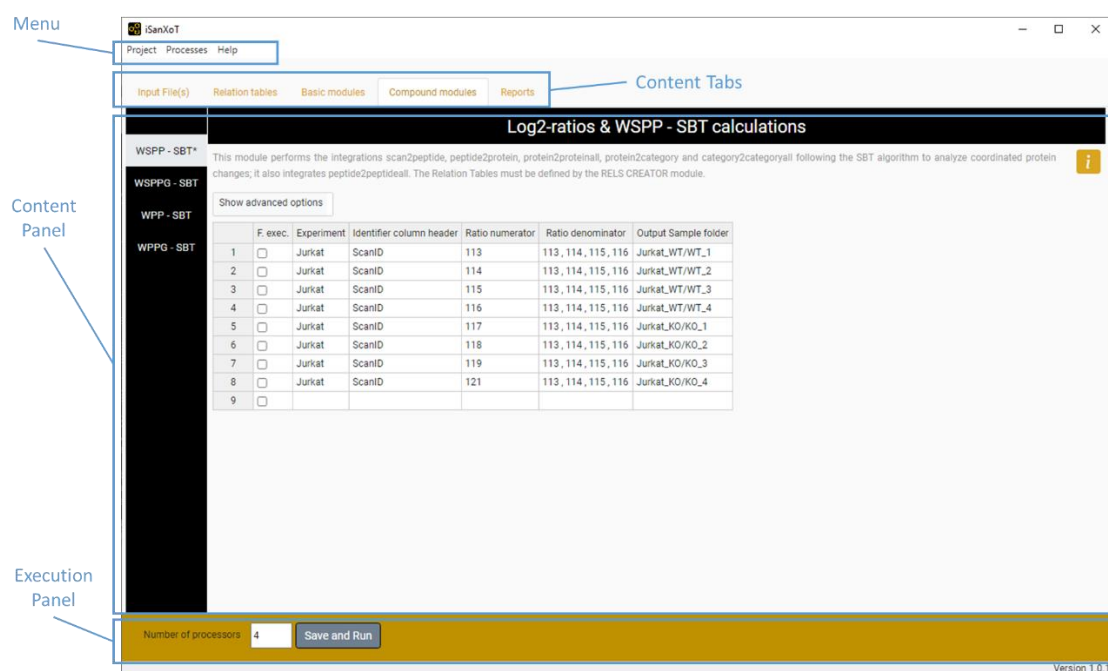 Menu
iSanXoT
Project Processes Help
Content Tabs
Input File(s) Relation tables Basic modules Compound modules Reports
Log2-ratios & WSPP - SBT calculations
Content
Panel
WSPP - SBT*
WSPPG - SBT
WPP - SBT
WPPG - SBT
This module performs the integrations scan2peptide, peptide2protein, protein2proteinall, protein2category and category2categoryall following the SBT algorithm to analyze coordinated protein
changes; it also integrates peptide2peptideall. The Relation Tables must be defined by the RELS CREATOR module.
i
Show advanced options
F. exec. Experiment Identifier column header Ratio numerator Ratio denominator Output Sample folder
1 Jurkat ScanID 113 113, 114, 115, 116 Jurkat_WT/WT_1
2 Jurkat ScanID 114 113, 114, 115, 116 Jurkat_WT/WT_2
3 Jurkat ScanID 115 113, 114, 115, 116 Jurkat_WT/WT_3
4 Jurkat ScanID 116 113, 114, 115, 116 Jurkat_WT/WT_4
5 Jurkat ScanID 117 113, 114, 115, 116 Jurkat_KO/KO_1
6 Jurkat ScanID 118 113, 114, 115, 116 Jurkat_KO/KO_2
7 Jurkat ScanID 119 113, 114, 115, 116 Jurkat_KO/KO_3
8 Jurkat ScanID 121 113, 114, 115, 116 Jurkat_KO/KO_4
9
Execution
Panel
Number of processors 4 Save and Run
Version 1.0.